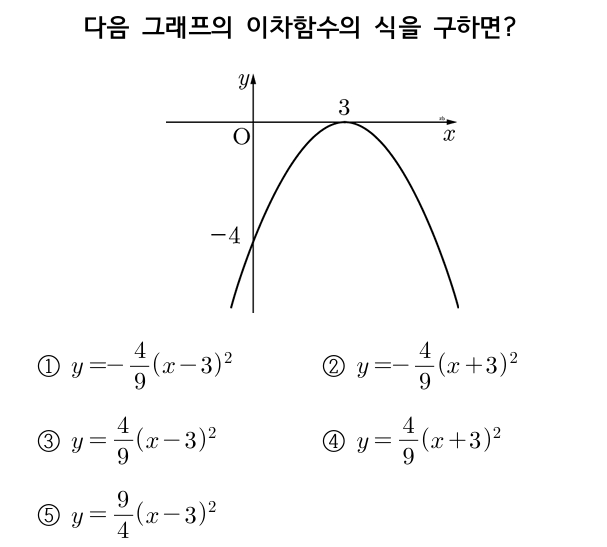 다음 그래프의 이차함수의 식을 구하면?
y
3
O
x
−4
① y=−4/9(x−3)² ② y=−4/9(x+3)²
③ y=4/9(x−3)² ④ y=4/9(x+3)²
⑤ y=9/4(x−3)²